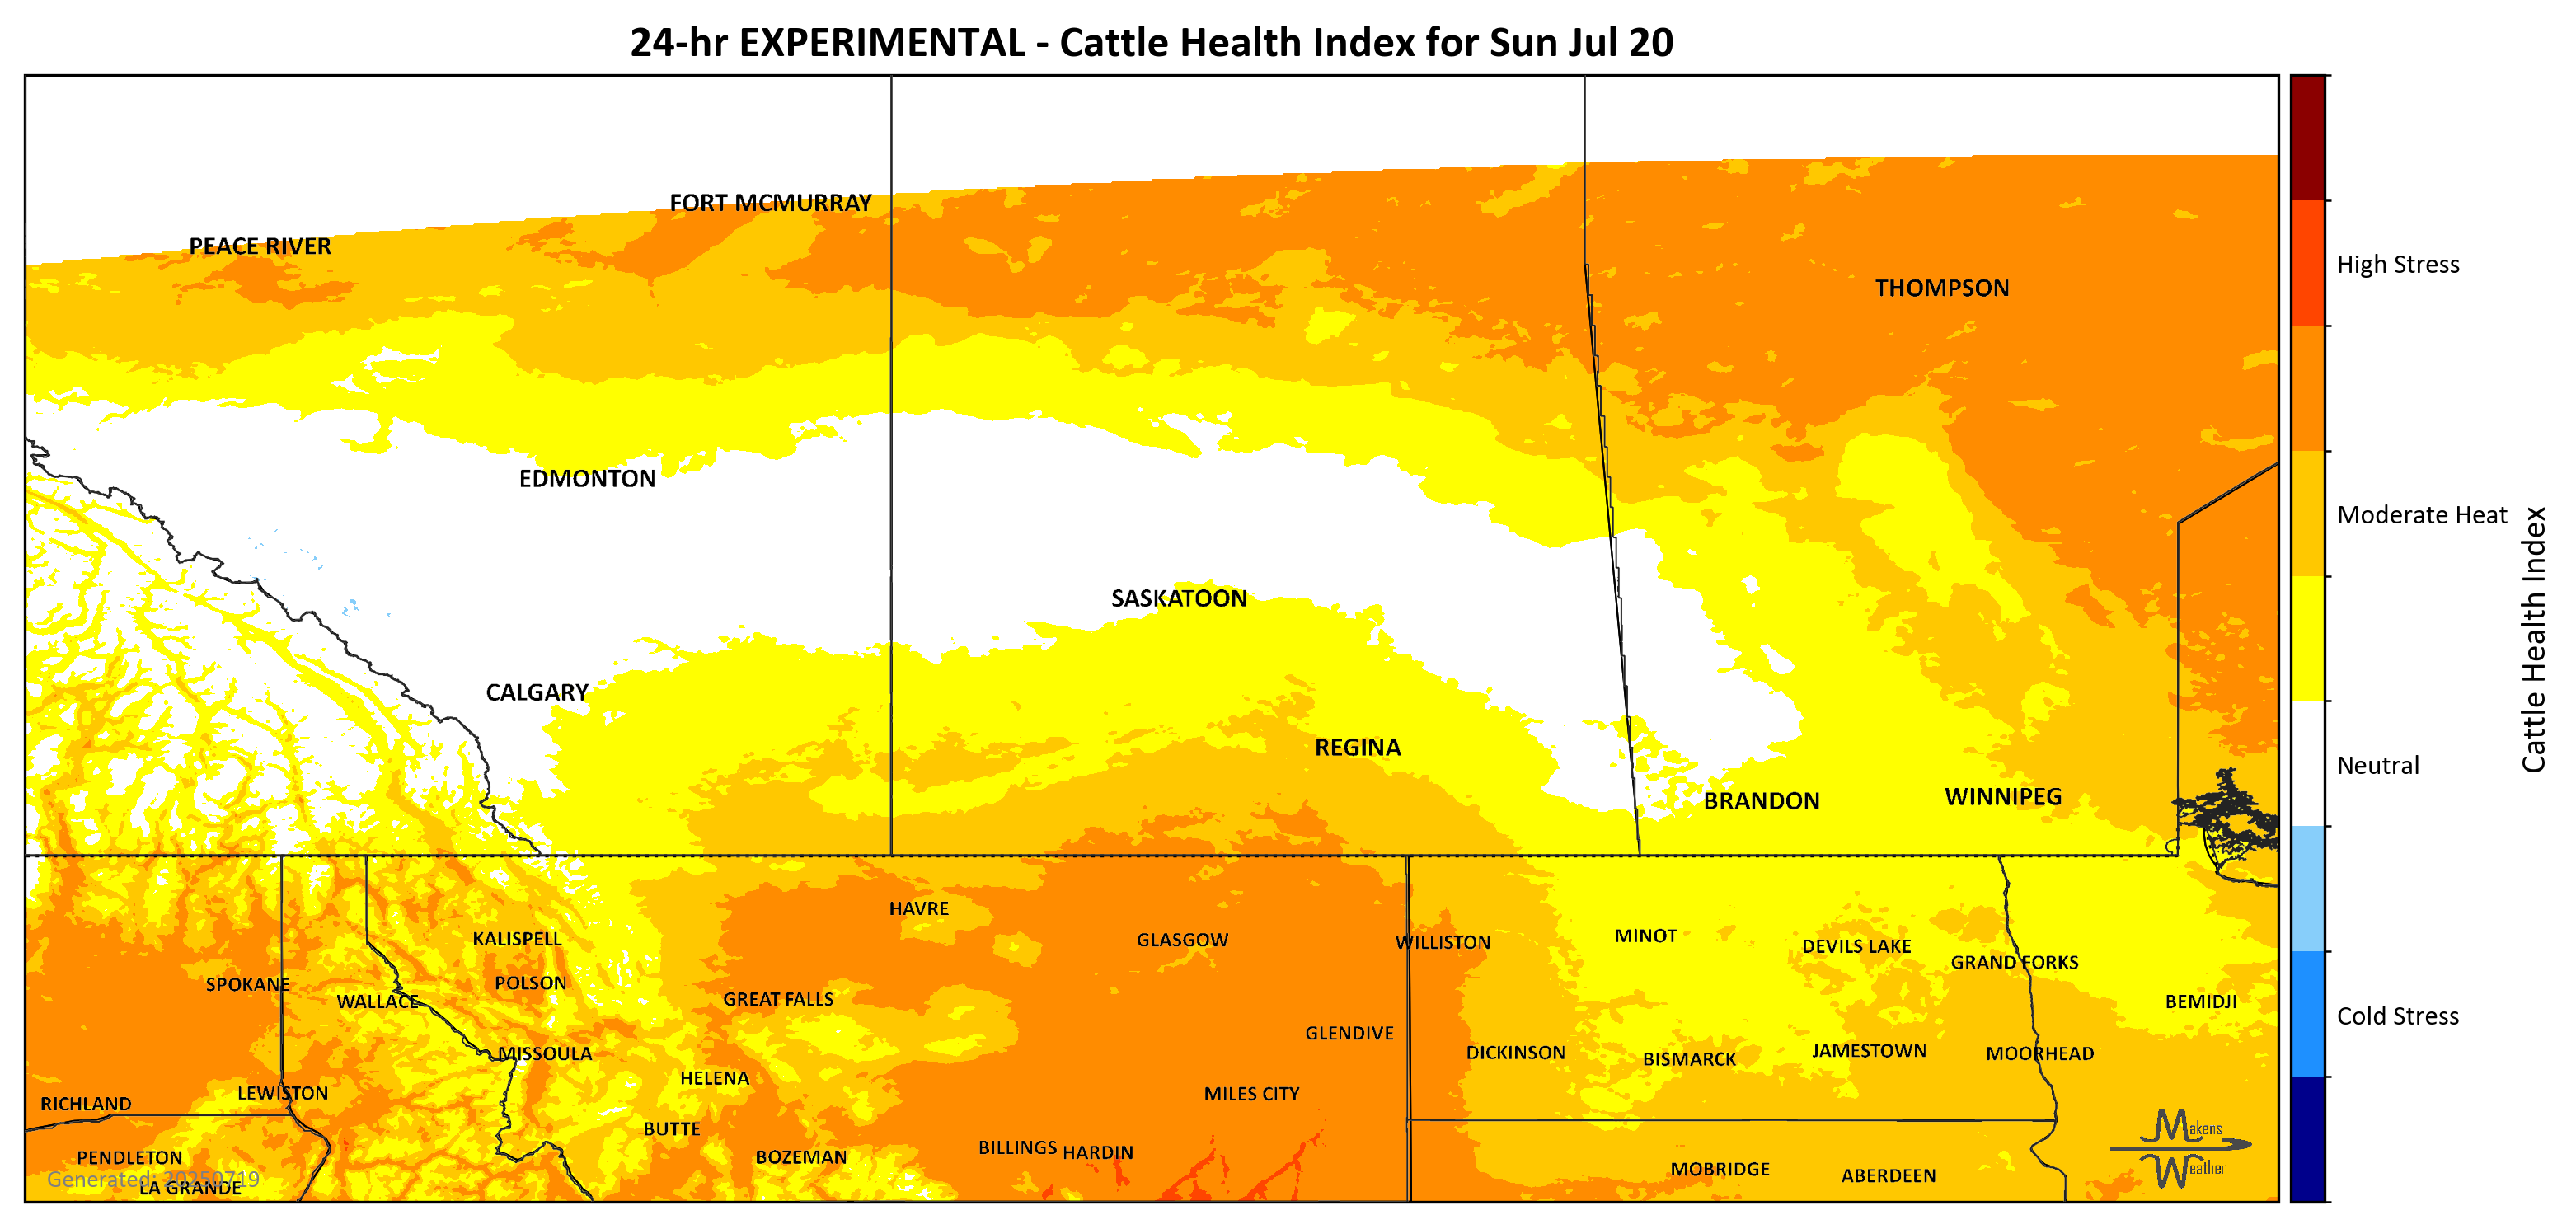 24-hr EXPERIMENTAL - Cattle Health Index for Sun Jul 20
FORT MCMURRAY
PEACE RIVER
THOMPSON
EDMONTON
SASKATOON
CALGARY
REGINA
BRANDON
WINNIPEG
HAVRE
KALISPELL
GLASGOW
WILLISTON
MINOT
DEVILS LAKE
GRAND FORKS
SPOKANE
POLSON
WALLACE
GREAT FALLS
BEMIDJI
GLENDIVE
MISSOULA
DICKINSON
BISMARCK
JAMESTOWN
MOORHEAD
HELENA
LEWISTON
MILES CITY
RICHLAND
BUTTE
BILLINGS
HARDIN
PENDLETON
BOZEMAN
MOBRIDGE
ABERDEEN
Generated: 20250719
LA GRANDE
Makens
Weather
High Stress
Moderate Heat
Neutral
Cold Stress
Cattle Health Index